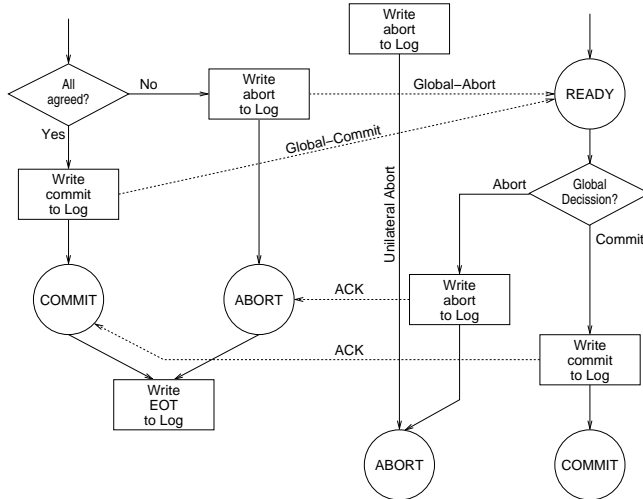 Write
abort
to Log
All
agreed?
No
Write
abort
to Log
Global–Abort
READY
Yes
Global–Commit
Write
commit
to Log
Unilateral Abort
Abort
Global
Decission?
Commit
COMMIT
ABORT
ACK
Write
abort
to Log
ACK
Write
commit
to Log
Write
EOT
to Log
ABORT
COMMIT